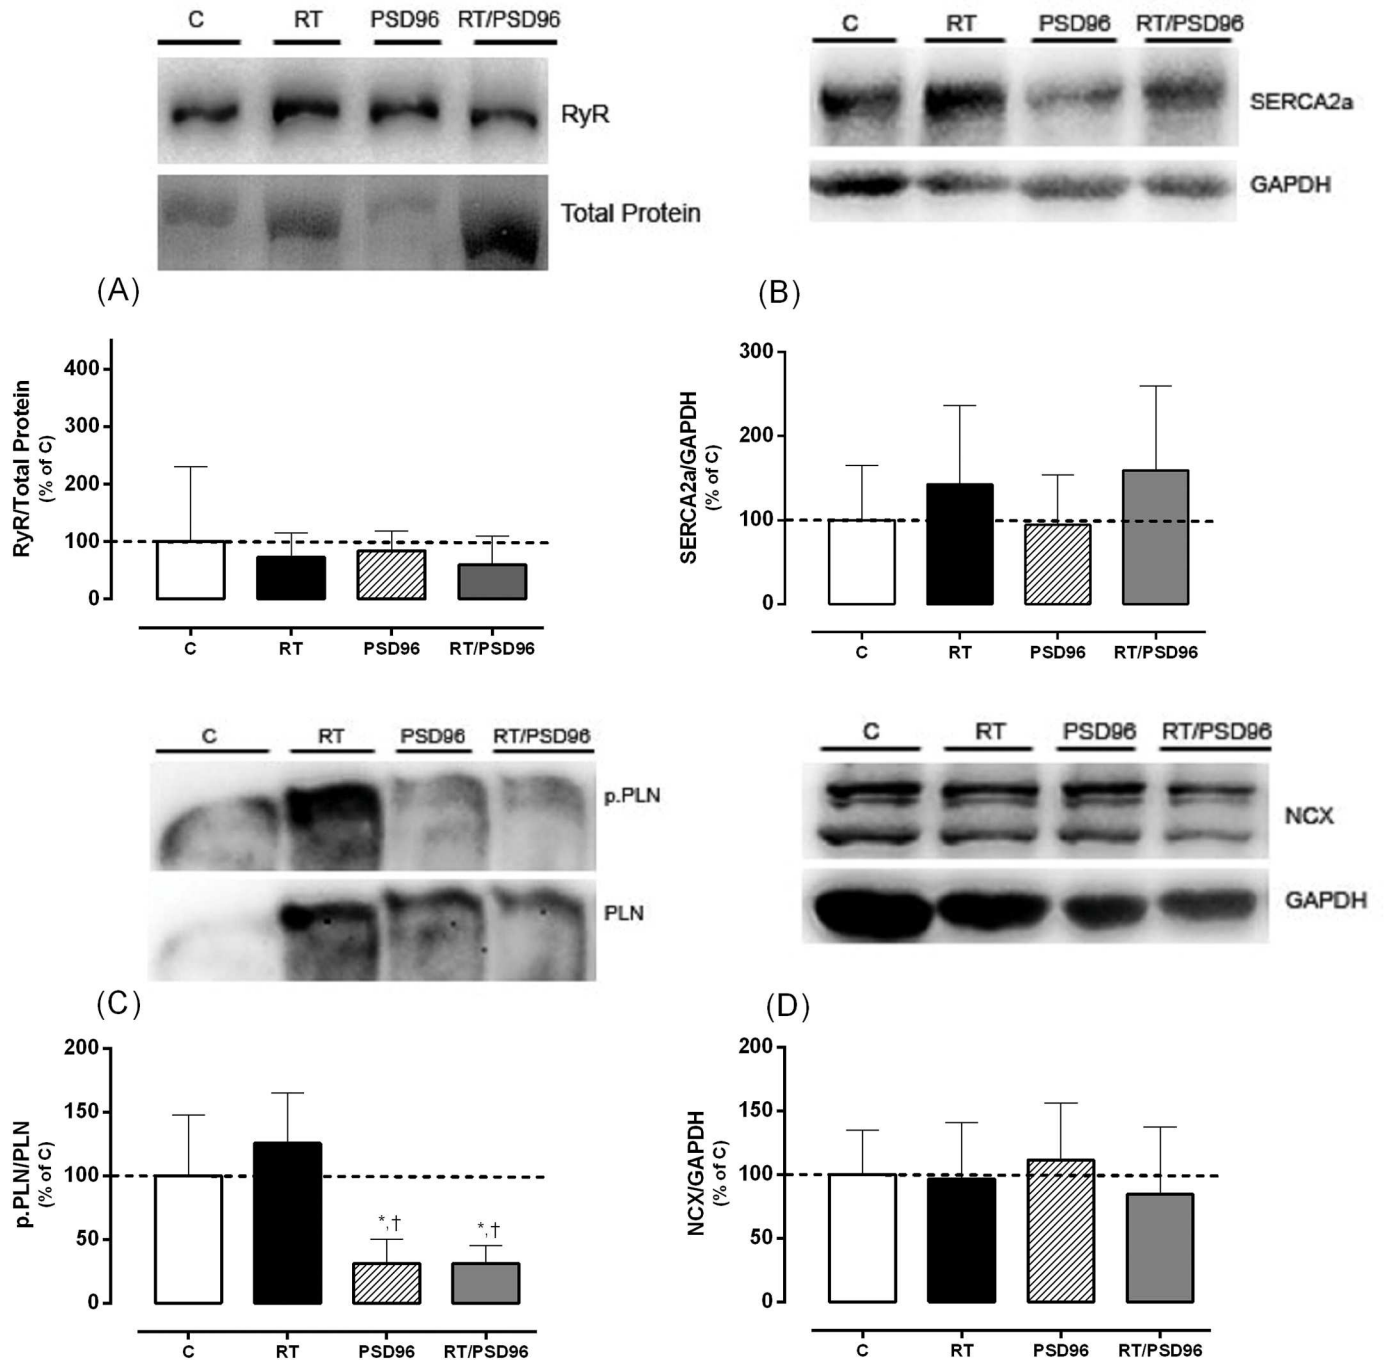 C RT PSD96 RT/PSD96
RyR
Total Protein
(A)
RyR/Total Protein
(% of C)
400
300
200
100
0
C RT PSD96 RT/PSD96
C RT PSD96 RT/PSD96
SERCA2a
GAPDH
(B)
SERCA2a/GAPDH
(% of C)
300
200
100
0
C RT PSD96 RT/PSD96
C RT PSD96 RT/PSD96
p.PLN
PLN
(C)
p.PLN/PLN
(% of C)
200
150
100
50
0
*,† *,†
C RT PSD96 RT/PSD96
C RT PSD96 RT/PSD96
NCX
GAPDH
(D)
NCX/GAPDH
(% of C)
200
150
100
50
0
C RT PSD96 RT/PSD96